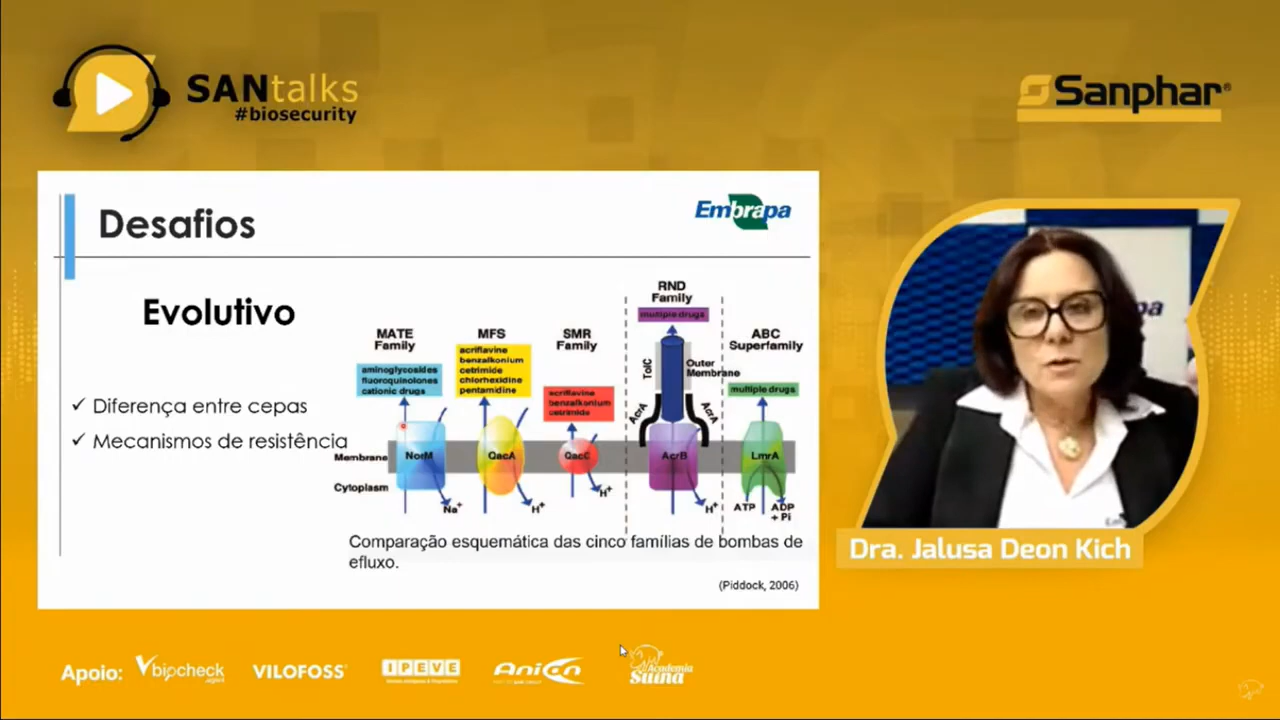 SANtalks
#biosecurity
Sanphar®
Desafios
Embrapa
Evolutivo
✓ Diferença entre cepas
✓ Mecanismos de resistência
MATE
Family
aminoglycosides
fluoroquinolones
cationic drugs
NorM
Na+
MFS
acriflavine
benzalkonium
cetrimide
chlorhexidine
pentamidine
QacA
H+
SMR
Family
acriflavine
benzalkonium
cetrimide
QacC
H+
RND
Family
multiple drugs
TolC
Outer
Membrane
AcrA
AcrA
AcrB
H+
ABC
Superfamily
multiple drugs
LmrA
ATP
ADP
+ Pi
Membrane
Cytoplasm
Comparação esquemática das cinco famílias de bombas de
efluxo.
(Piddock, 2006)
Dra. Jalusa Deon Kich
Apoio:
biocheck
VILOFOSS
IPEVE
Anicon
Academia
Suína